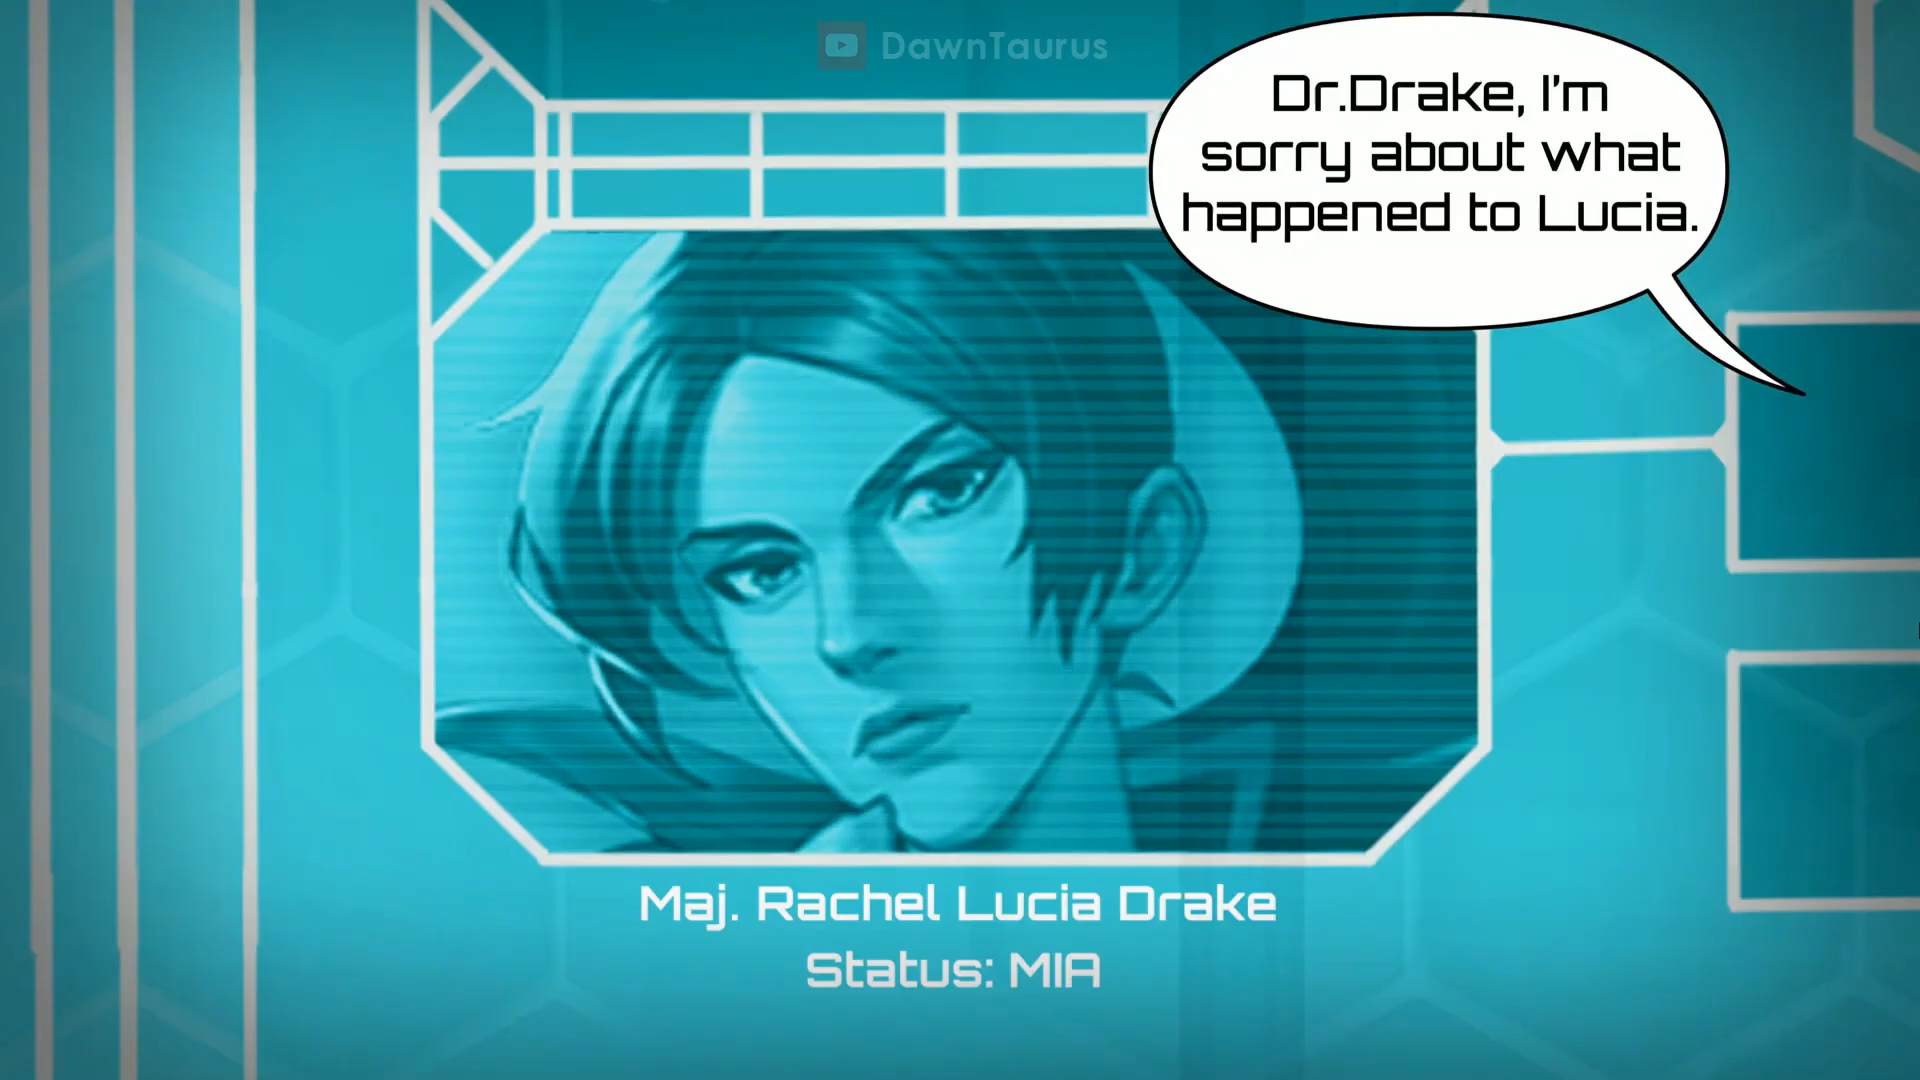 DawnTaurus
Dr.Drake, I'm
sorry about what
happened to Lucia.
Maj. Rachel Lucia Drake
Status: MIA